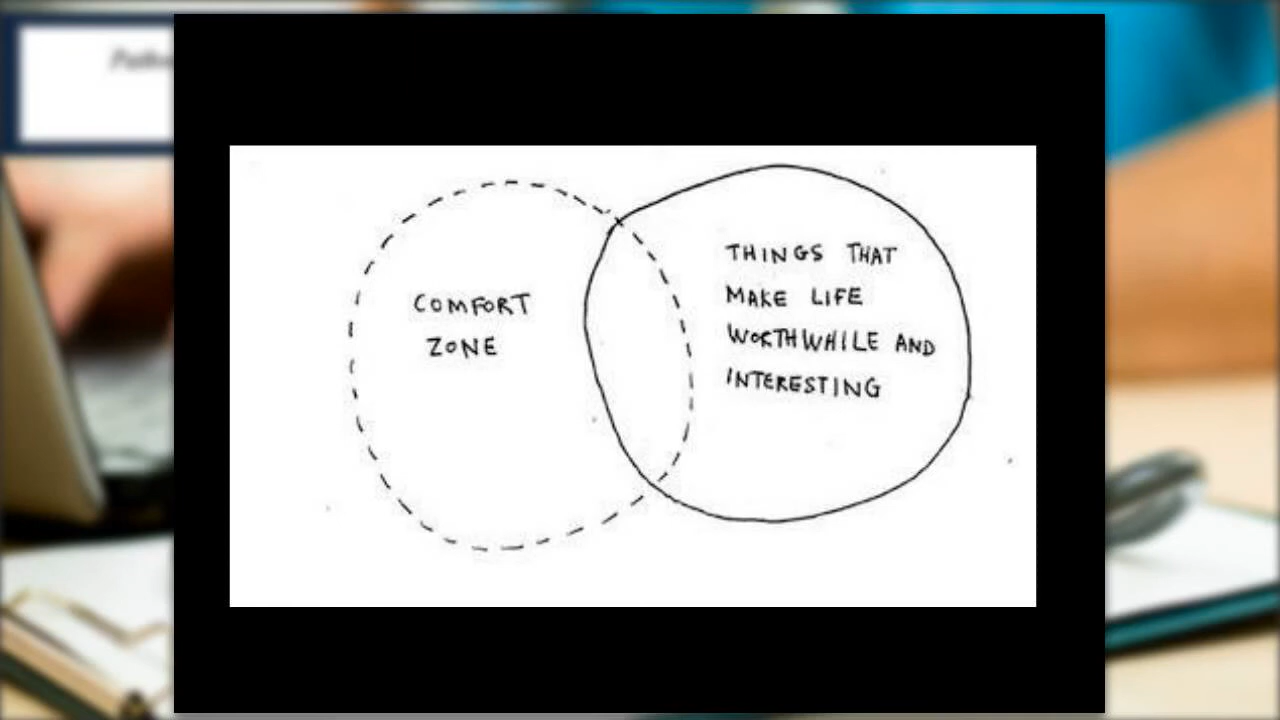 COMFORT
ZONE
THINGS THAT
MAKE LIFE
WORTHWHILE AND
INTERESTING